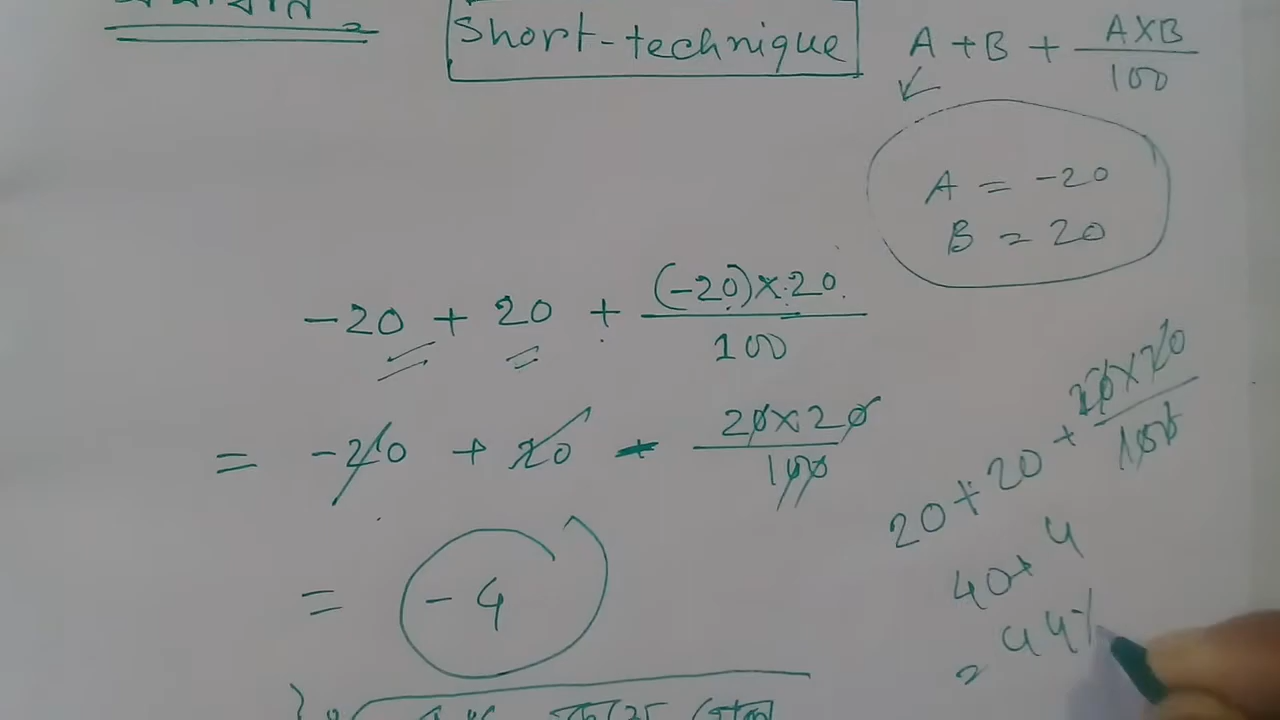 Short-technique
A + B + A×B/100
A = -20
B = 20
-20 + 20 + (-20)×20/100
= -20 + 20 - 20×20/100
= -4
20 + 20 + 20×20/100
40 + 4
= 44%